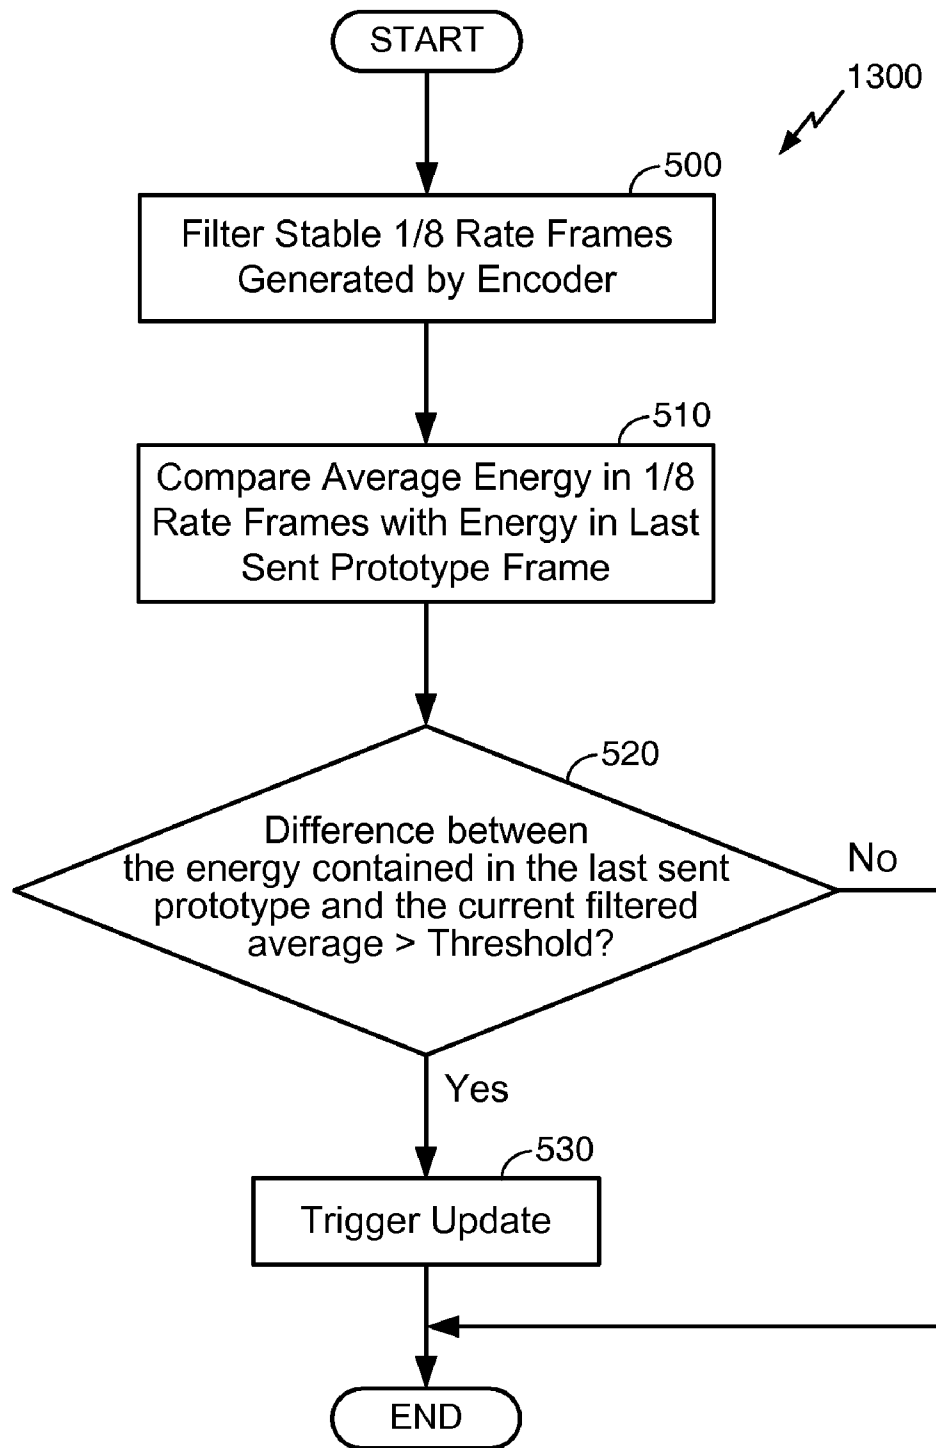 START
1300
500
Filter Stable 1/8 Rate Frames
Generated by Encoder
510
Compare Average Energy in 1/8
Rate Frames with Energy in Last
Sent Prototype Frame
520
Difference between
the energy contained in the last sent
prototype and the current filtered
average > Threshold?
No
Yes
530
Trigger Update
END